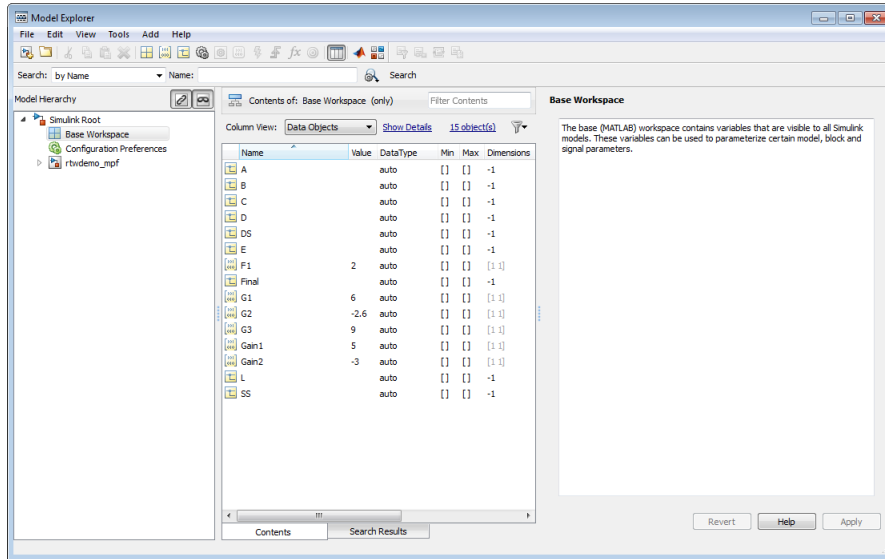 Model Explorer
File Edit View Tools Add Help
Search: by Name Name: Search
Model Hierarchy
Simulink Root
Base Workspace
Configuration Preferences
rtwdemo_mpf
Contents of: Base Workspace (only) Filter Contents
Column View: Data Objects Show Details 15 object(s)
Name Value DataType Min Max Dimensions
A auto [ ] [ ] -1
B auto [ ] [ ] -1
C auto [ ] [ ] -1
D auto [ ] [ ] -1
DS auto [ ] [ ] -1
E auto [ ] [ ] -1
F1 2 auto [ ] [ ] [1 1]
Final auto [ ] [ ] -1
G1 6 auto [ ] [ ] [1 1]
G2 -2.6 auto [ ] [ ] [1 1]
G3 9 auto [ ] [ ] [1 1]
Gain1 5 auto [ ] [ ] [1 1]
Gain2 -3 auto [ ] [ ] [1 1]
L auto [ ] [ ] -1
SS auto [ ] [ ] -1
Contents Search Results
Base Workspace
The base (MATLAB) workspace contains variables that are visible to all Simulink
models. These variables can be used to parameterize certain model, block and
signal parameters.
Revert Help Apply